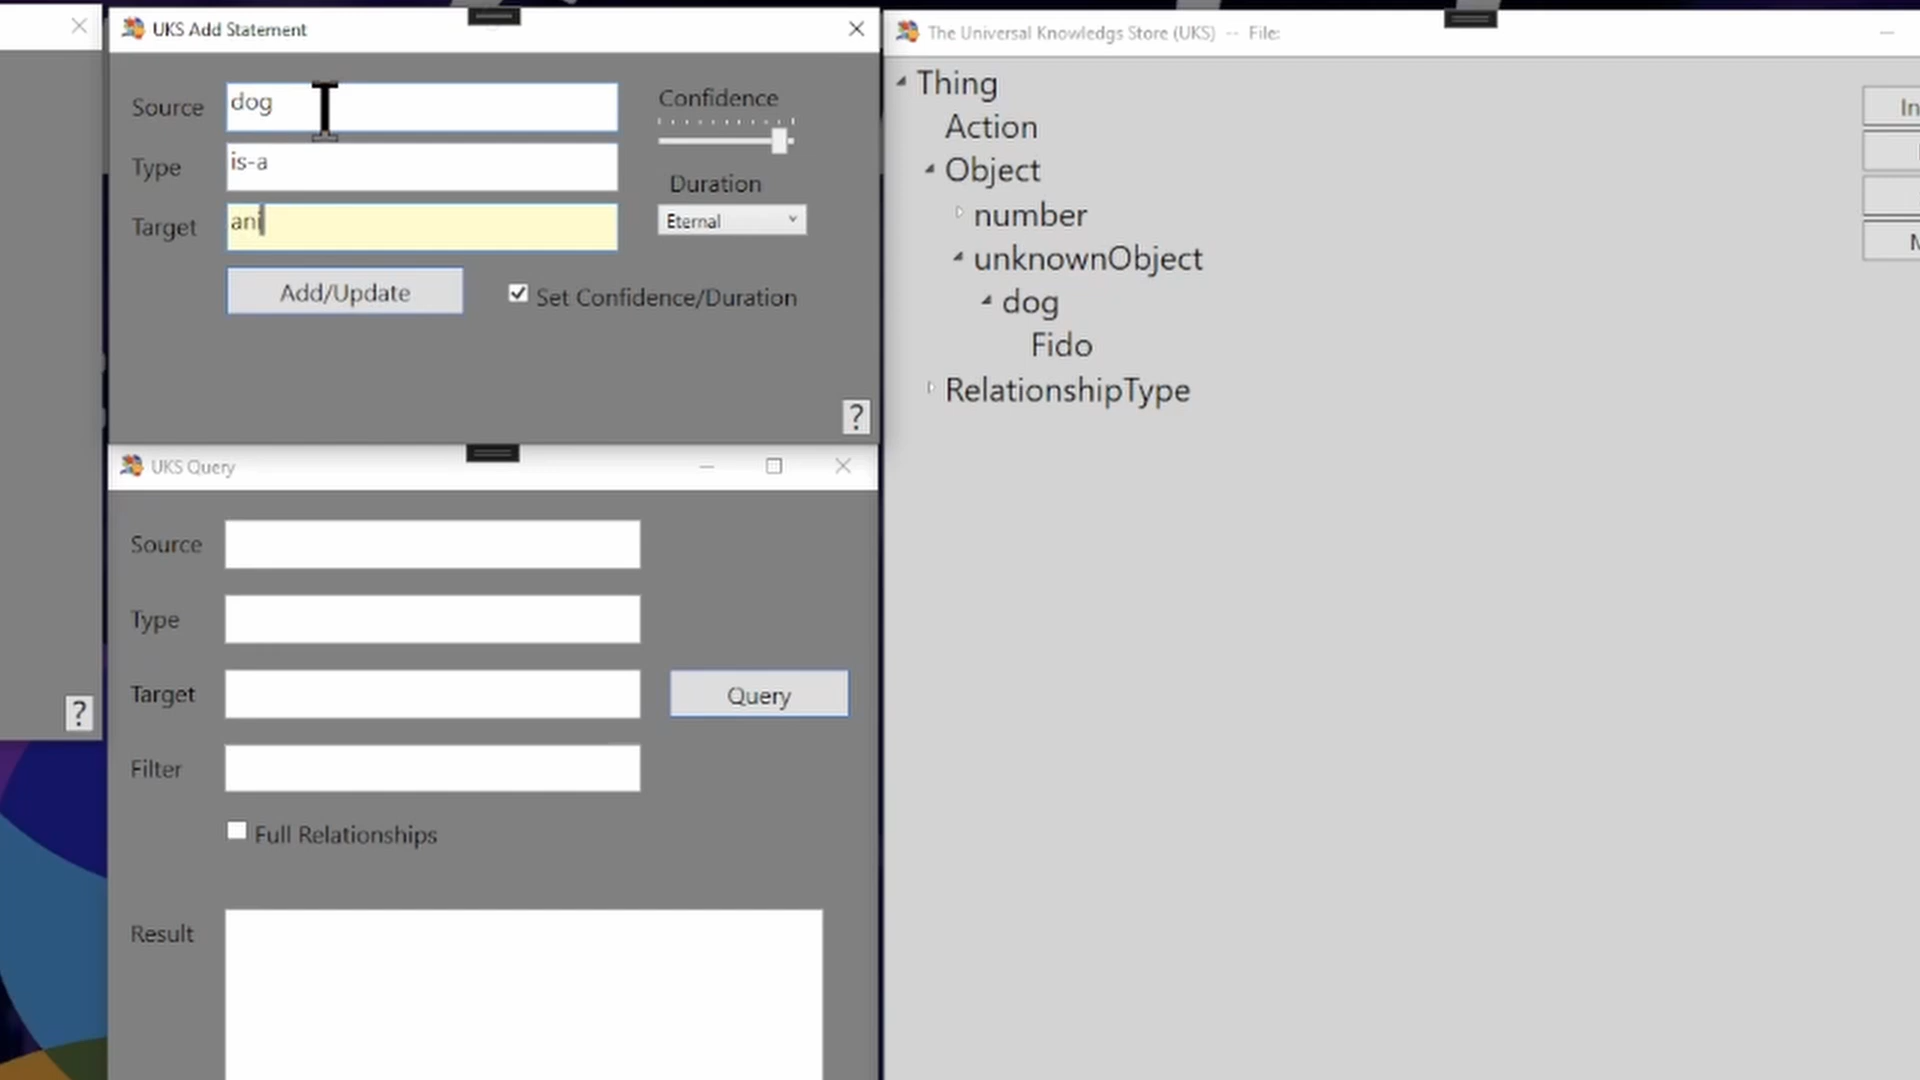 UKS Add Statement
Source
dog
Type
is-a
Target
ani
Add/Update
Confidence
Duration
Eternal
Set Confidence/Duration
?
UKS Query
Source
Type
Target
Query
Filter
Full Relationships
Result
?
The Universal Knowledgs Store (UKS) -- File:
Thing
Action
Object
number
unknownObject
dog
Fido
RelationshipType
In
M